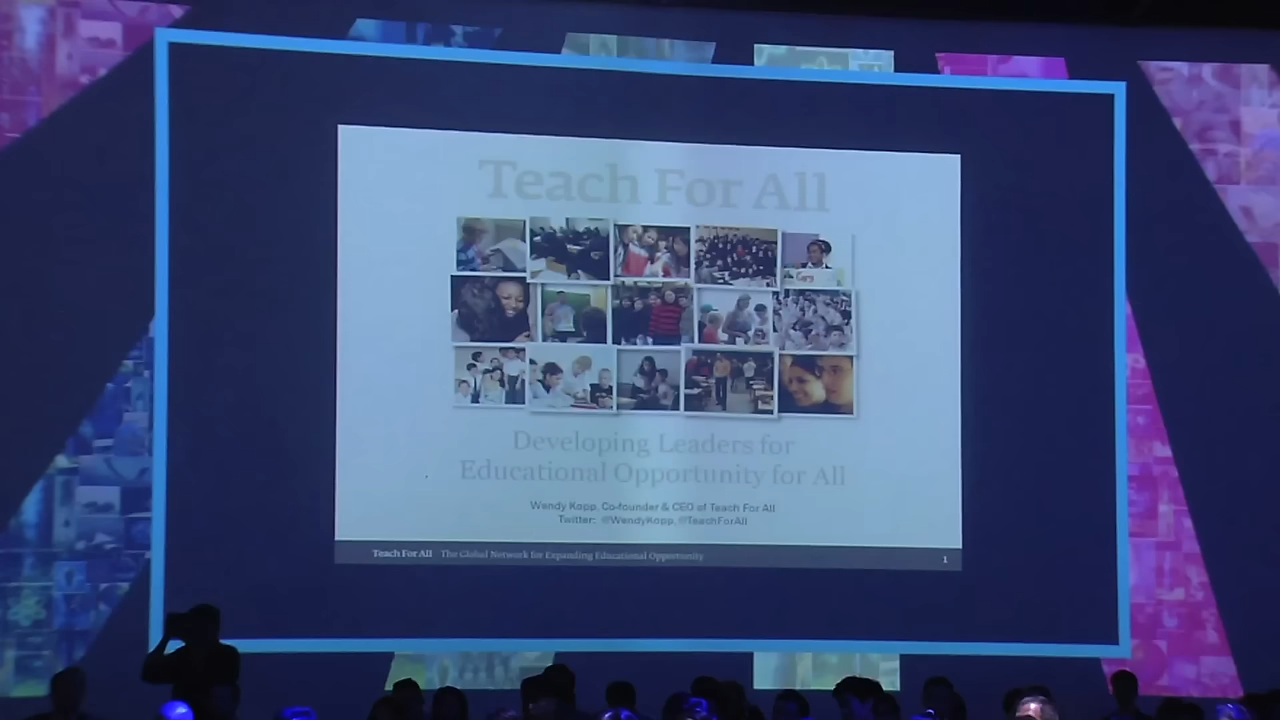 Teach For All
Developing Leaders for
Educational Opportunity for All
Wendy Kopp, Co-founder & CEO of Teach For All
Twitter: @WendyKopp, @TeachForAll
Teach For All The Global Network for Expanding Educational Opportunity 1